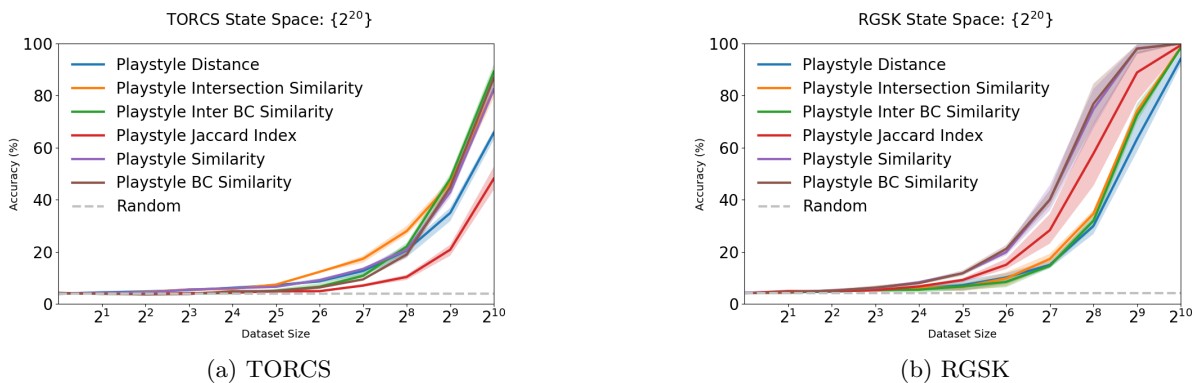 TORCS State Space: {2^20}
100
80
60
40
20
0
Accuracy (%)
Playstyle Distance
Playstyle Intersection Similarity
Playstyle Inter BC Similarity
Playstyle Jaccard Index
Playstyle Similarity
Playstyle BC Similarity
Random
2^1 2^2 2^3 2^4 2^5 2^6 2^7 2^8 2^9 2^10
Dataset Size
(a) TORCS
RGSK State Space: {2^20}
100
80
60
40
20
0
Accuracy (%)
Playstyle Distance
Playstyle Intersection Similarity
Playstyle Inter BC Similarity
Playstyle Jaccard Index
Playstyle Similarity
Playstyle BC Similarity
Random
2^1 2^2 2^3 2^4 2^5 2^6 2^7 2^8 2^9 2^10
Dataset Size
(b) RGSK